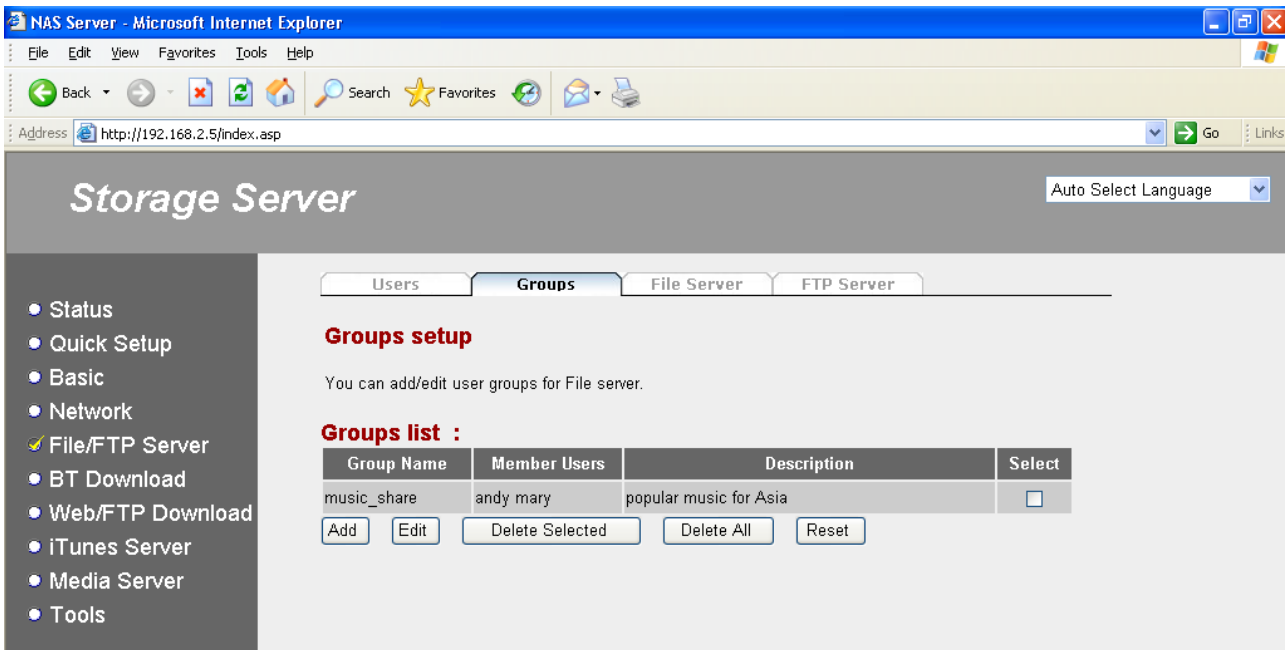 NAS Server - Microsoft Internet Explorer
File Edit View Favorites Tools Help
Back Search Favorites
Address http://192.168.2.5/index.asp Go Links
Storage Server
Auto Select Language
Users Groups File Server FTP Server
Status
Quick Setup
Basic
Network
File/FTP Server
BT Download
Web/FTP Download
iTunes Server
Media Server
Tools
Groups setup
You can add/edit user groups for File server.
Groups list :
Group Name Member Users Description Select
music_share andy mary popular music for Asia
Add Edit Delete Selected Delete All Reset